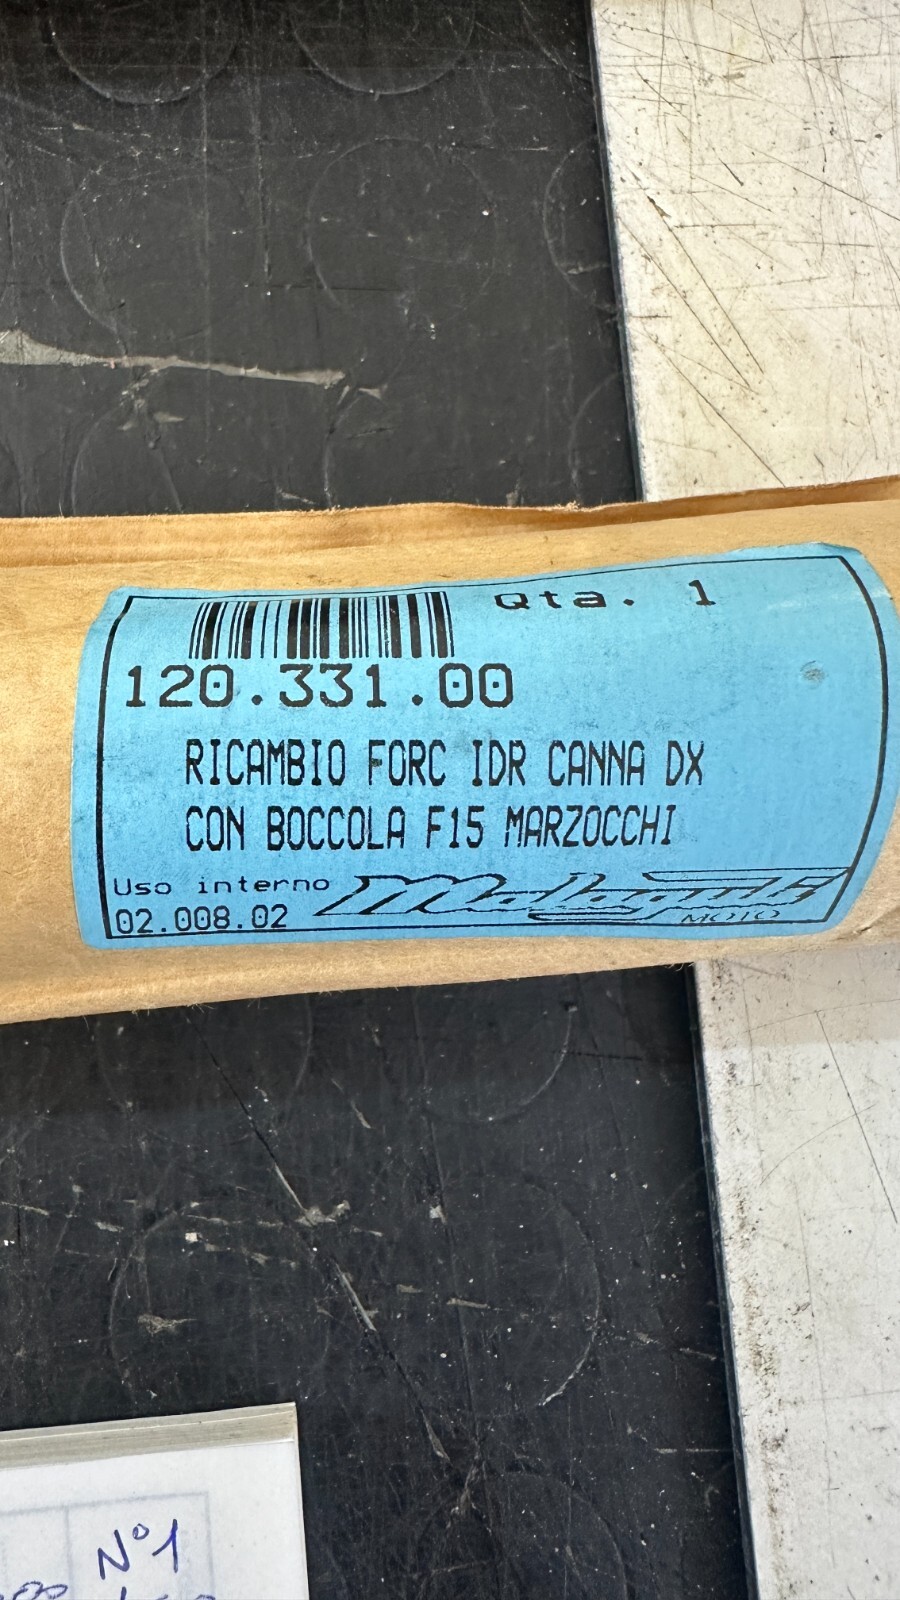 Qta. 1
120.331.00
RICAMBIO FORC IDR CANNA DX
CON BOCCOLA F15 MARZOCCHI
Uso interno
02.008.02
Malaguti
MOTO
N°1